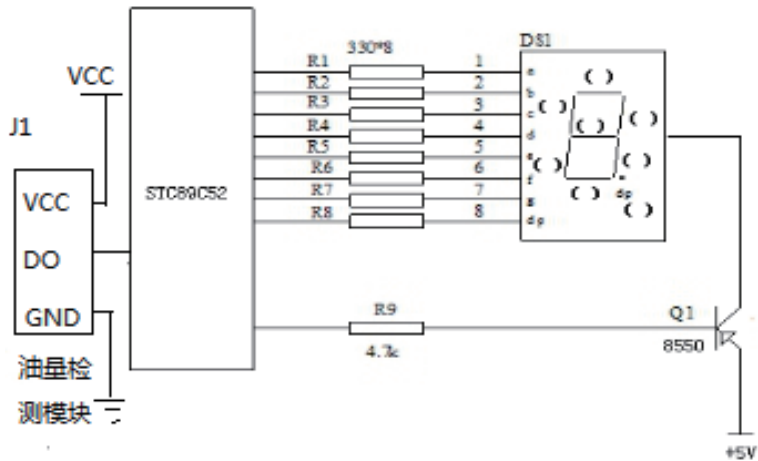 330*8
DS1
R1 1 a
R2 2 b
R3 3 c
R4 4 d
R5 5 e
R6 6 f
R7 7 g
R8 8 dp
( )
( )
( )
( )
( )
( )
( )
dp
( )
VCC
J1
VCC
DO
GND
油量检
测模块
STC89C52
R9
4.7k
Q1
8550
+5V